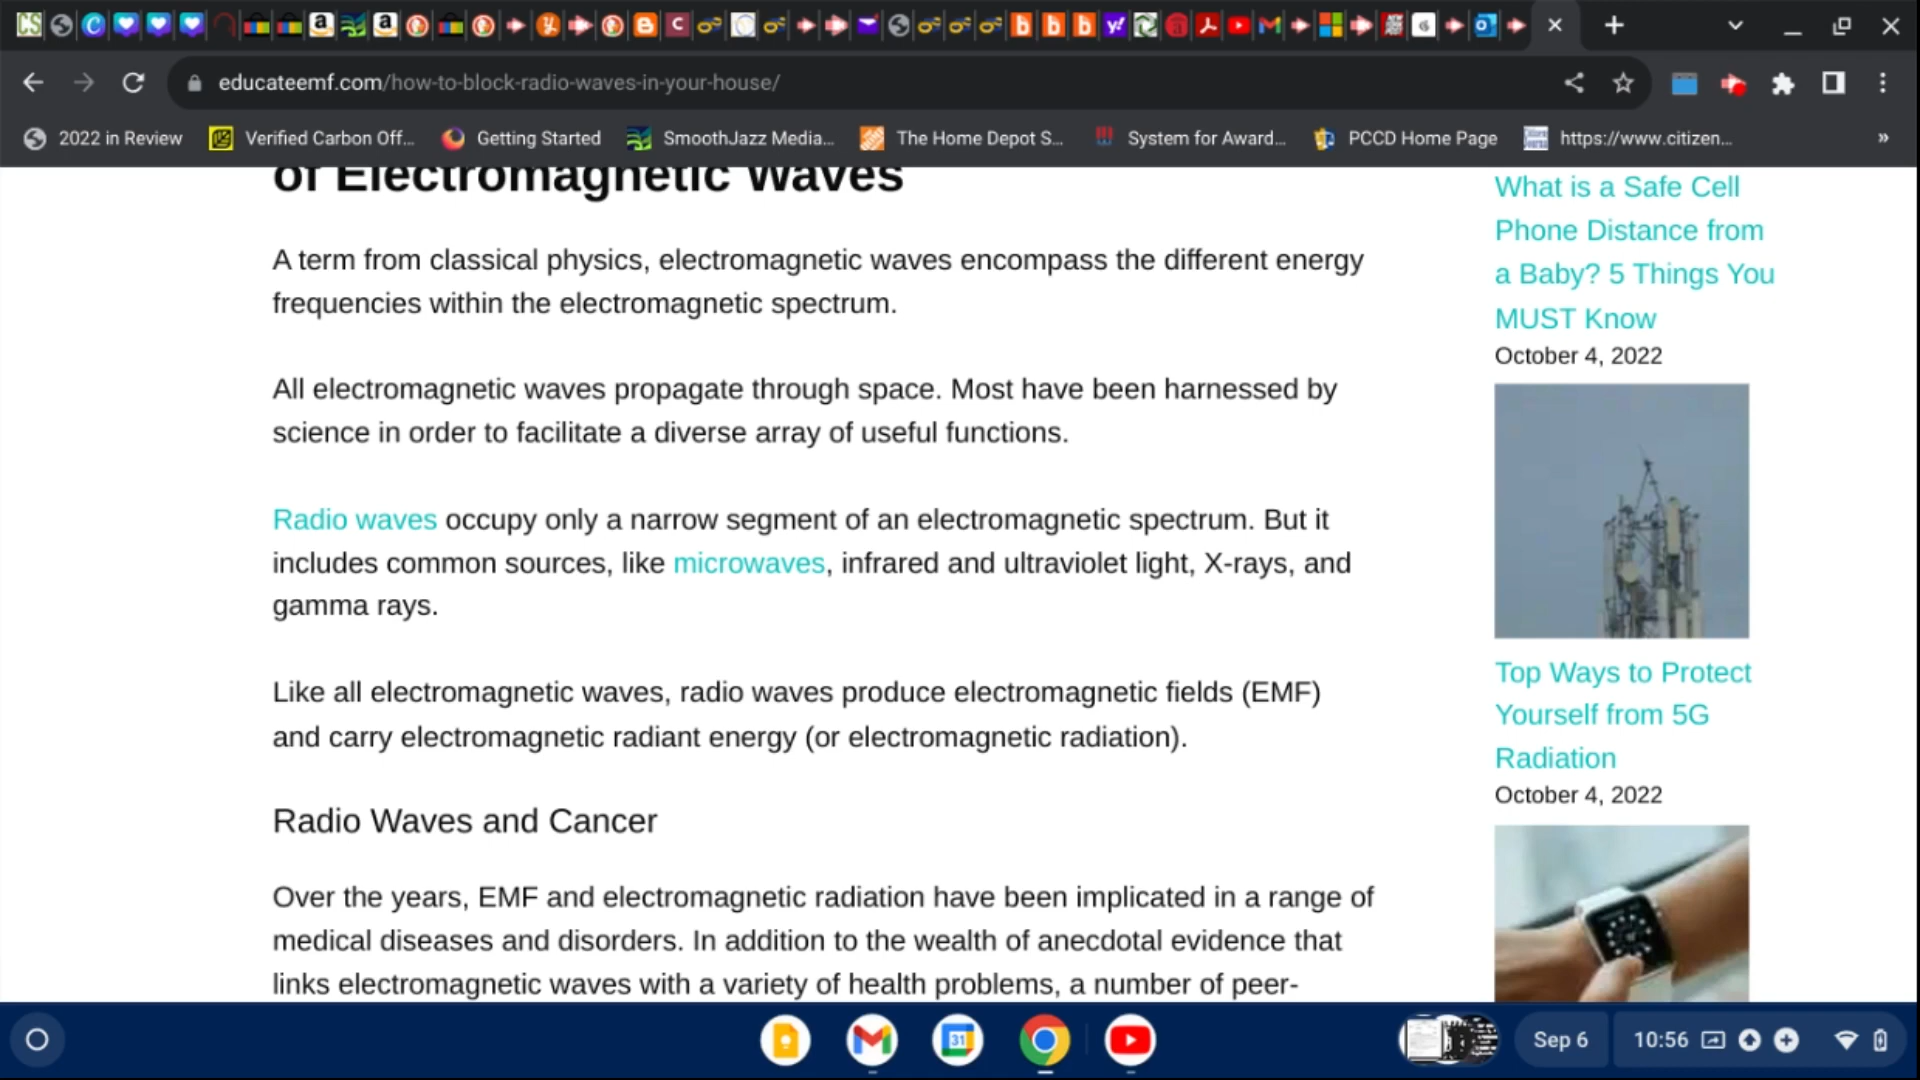 educateemf.com/how-to-block-radio-waves-in-your-house/
2022 in Review
Verified Carbon Off...
Getting Started
SmoothJazz Media...
The Home Depot S...
System for Award...
PCCD Home Page
https://www.citizen...
»
of Electromagnetic Waves
A term from classical physics, electromagnetic waves encompass the different energy
frequencies within the electromagnetic spectrum.
All electromagnetic waves propagate through space. Most have been harnessed by
science in order to facilitate a diverse array of useful functions.
Radio waves occupy only a narrow segment of an electromagnetic spectrum. But it
includes common sources, like microwaves, infrared and ultraviolet light, X-rays, and
gamma rays.
Like all electromagnetic waves, radio waves produce electromagnetic fields (EMF)
and carry electromagnetic radiant energy (or electromagnetic radiation).
Radio Waves and Cancer
Over the years, EMF and electromagnetic radiation have been implicated in a range of
medical diseases and disorders. In addition to the wealth of anecdotal evidence that
links electromagnetic waves with a variety of health problems, a number of peer-
What is a Safe Cell
Phone Distance from
a Baby? 5 Things You
MUST Know
October 4, 2022
Top Ways to Protect
Yourself from 5G
Radiation
October 4, 2022
31
Sep 6
10:56